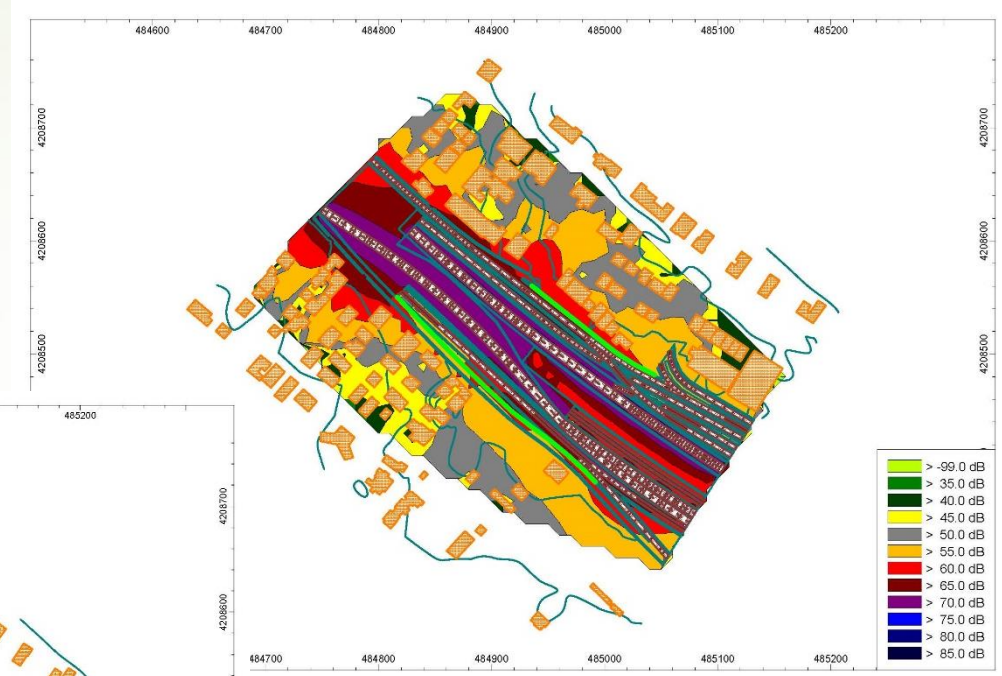 484600 484700 484800 484900 485000 485100 485200
4208700
4208600
4208500
4208700
4208600
4208500
485200
4208700
4208600
484700 484800 484900 485000 485100 485200
> -99.0 dB
> 35.0 dB
> 40.0 dB
> 45.0 dB
> 50.0 dB
> 55.0 dB
> 60.0 dB
> 65.0 dB
> 70.0 dB
> 75.0 dB
> 80.0 dB
> 85.0 dB